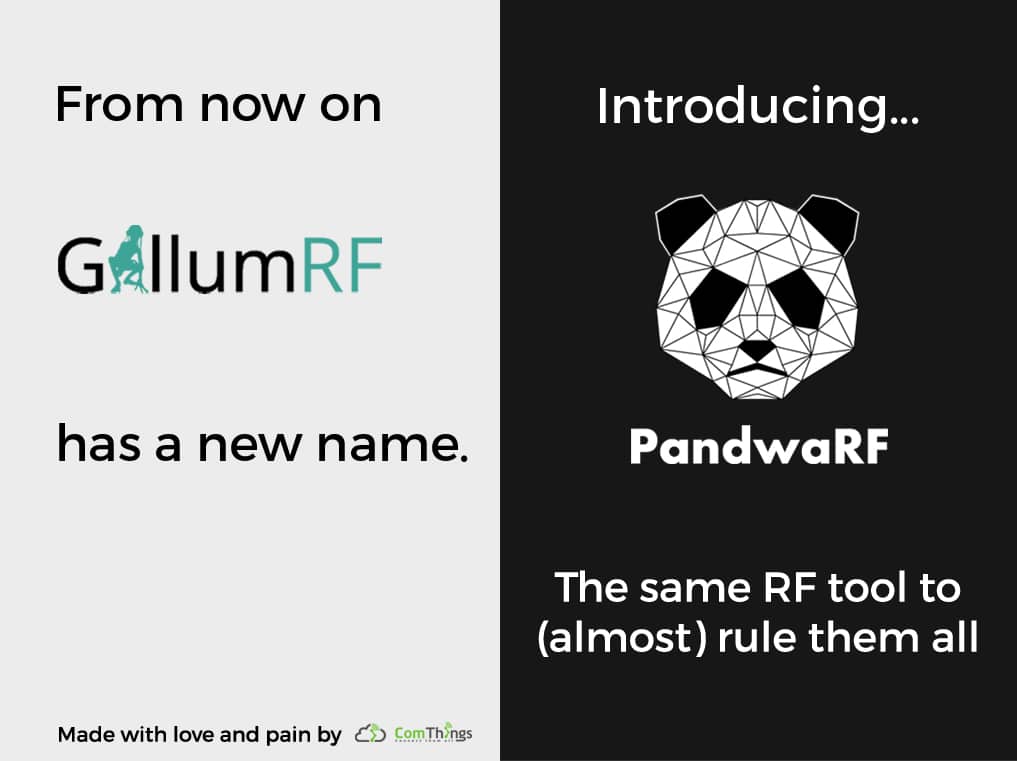 From now on
GollumRF
has a new name.
Made with love and pain by ComThings
Introducing...
PandwaRF
The same RF tool to
(almost) rule them all